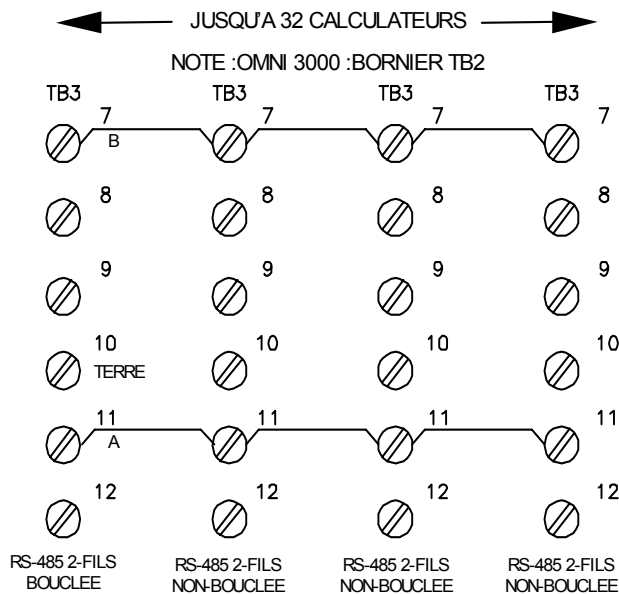 JUSQU'A 32 CALCULATEURS
NOTE :OMNI 3000 :BORNIER TB2
TB3 TB3 TB3 TB3
7 7 7 7
B
8 8 8 8
9 9 9 9
10 10 10 10
TERRE
11 11 11 11
A
12 12 12 12
RS-485 2-FILS RS-485 2-FILS RS-485 2-FILS RS-485 2-FILS
BOUCLEE NON-BOUCLEE NON-BOUCLEE NON-BOUCLEE